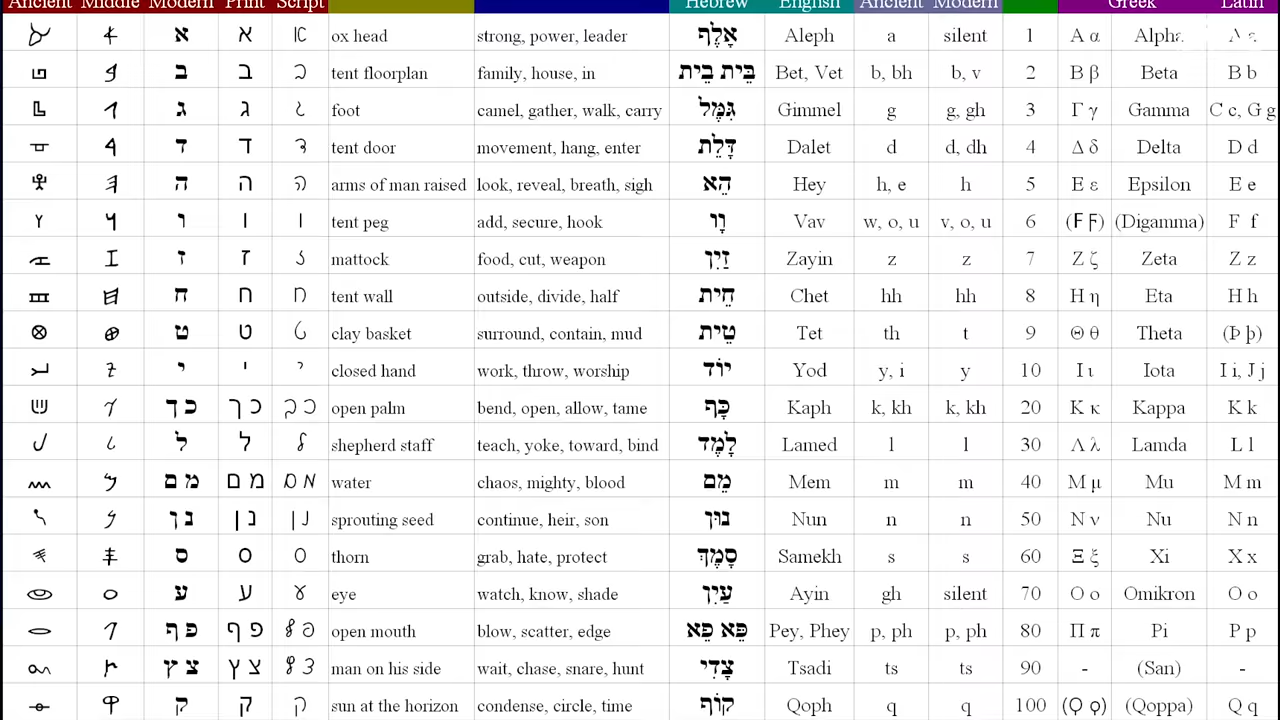 Ancient Middle Modern Print Script Hebrew English Ancient Modern Greek Latin
א א ox head strong, power, leader אָלֶף Aleph a silent 1 Α α Alpha
ב ב tent floorplan family, house, in בֵּית בֵית Bet, Vet b, bh b, v 2 Β β Beta B b
ג ג foot camel, gather, walk, carry גִּמֶל Gimmel g g, gh 3 Γ γ Gamma C c, G g
ד ד tent door movement, hang, enter דָּלֶת Dalet d d, dh 4 Δ δ Delta D d
ה ה arms of man raised look, reveal, breath, sigh הֵא Hey h, e h 5 Ε ε Epsilon E e
ו ו tent peg add, secure, hook וָו Vav w, o, u v, o, u 6 (Ϝ ϝ) (Digamma) F f
ז ז mattock food, cut, weapon זַיִן Zayin z z 7 Ζ ζ Zeta Z z
ח ח tent wall outside, divide, half חֵית Chet hh hh 8 Η η Eta H h
ט ט clay basket surround, contain, mud טֵית Tet th t 9 Θ θ Theta (Þ þ)
י י closed hand work, throw, worship יוֹד Yod y, i y 10 Ι ι Iota I i, J j
כ ך כ ך open palm bend, open, allow, tame כָּף Kaph k, kh k, kh 20 Κ κ Kappa K k
ל ל shepherd staff teach, yoke, toward, bind לָמֶד Lamed l l 30 Λ λ Lamda L l
מ ם מ ם water chaos, mighty, blood מֵם Mem m m 40 Μ μ Mu M m
נ ן נ ן sprouting seed continue, heir, son נוּן Nun n n 50 Ν ν Nu N n
ס ס thorn grab, hate, protect סָמֶךְ Samekh s s 60 Ξ ξ Xi X x
ע ע eye watch, know, shade עַיִן Ayin gh silent 70 Ο ο Omikron O o
פ ף פ ף open mouth blow, scatter, edge פֵּא פֵא Pey, Phey p, ph p, ph 80 Π π Pi P p
צ ץ צ ץ man on his side wait, chase, snare, hunt צָדִי Tsadi ts ts 90 - (San) -
ק ק sun at the horizon condense, circle, time קוֹף Qoph q q 100 (Ϙ ϙ) (Qoppa) Q q